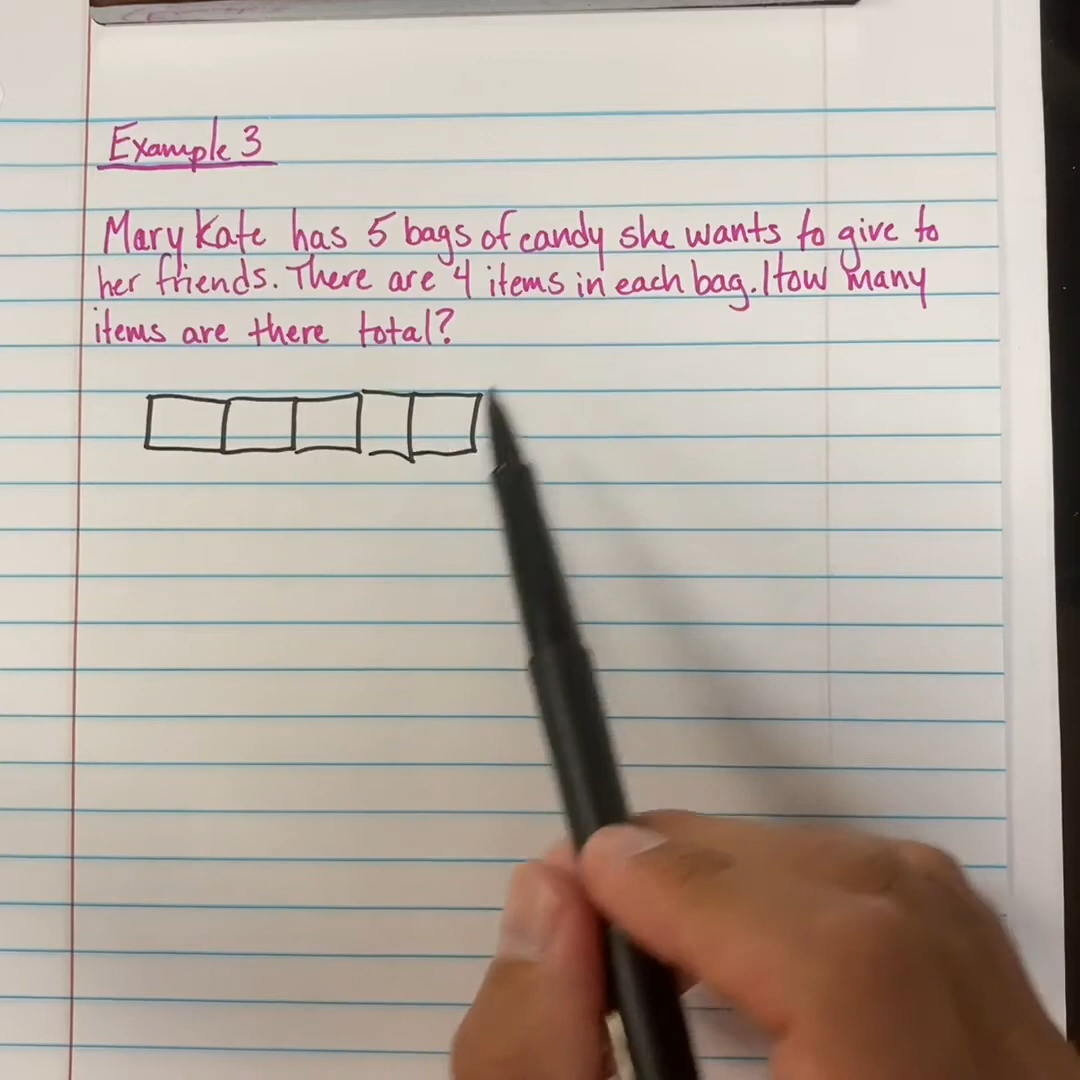 Example 3
Mary Kate has 5 bags of candy she wants to give to
her friends. There are 4 items in each bag. How many
items are there total?